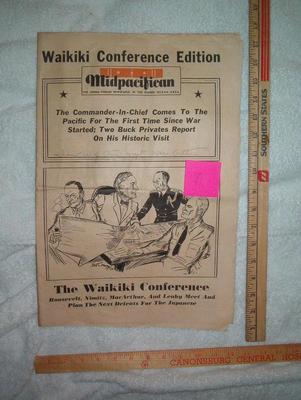 Waikiki Conference Edition
Midpacifican
The Commander-In-Chief Comes To The
Pacific For The First Time Since War
Started; Two Buck Privates Report
On His Historic Visit
The Waikiki Conference
Roosevelt, Nimitz, MacArthur, And Leahy Meet And
Plan The Next Defeats For The Japanese
SOUTHERN STATES
CANONSBURG GENERAL HOS